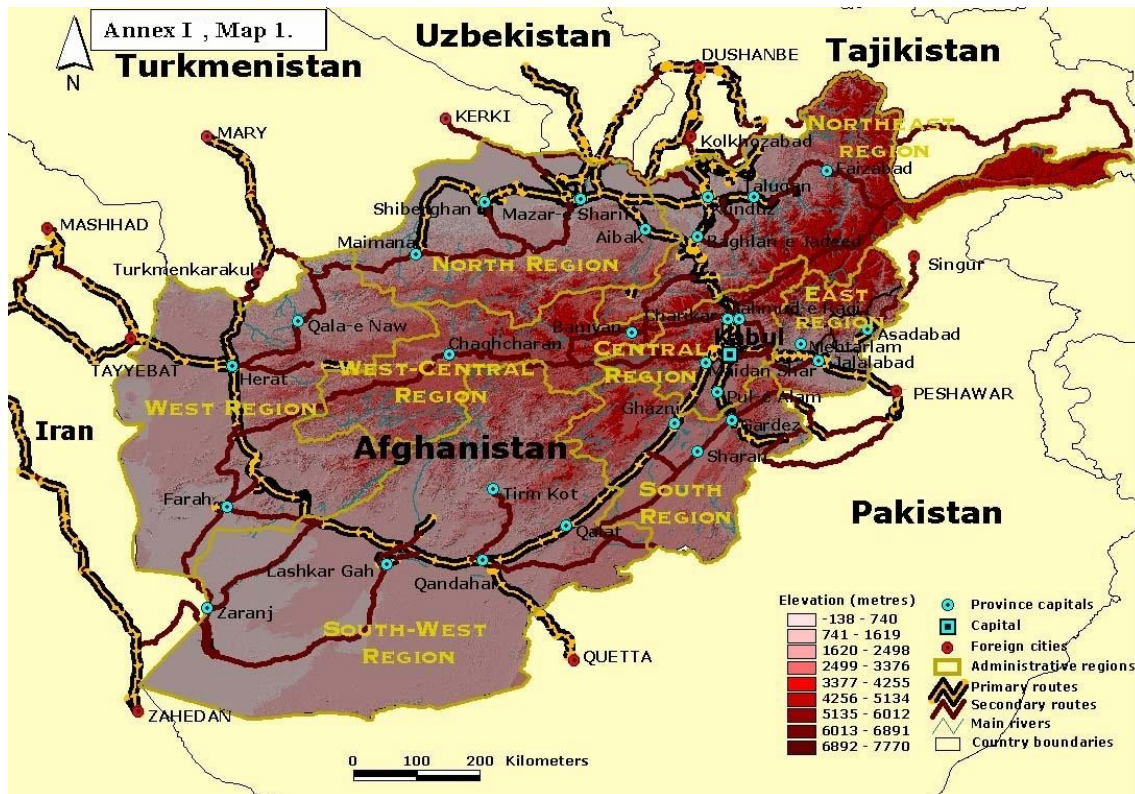 Annex I , Map 1.
N
Uzbekistan
Turkmenistan
Tajikistan
DUSHANBE
KERKI
MARY
Kolkhozabad
NORTHEAST
REGION
Faizabad
Taluqan
Kunduz
Shiberghan
Mazar-e Sharif
MASHHAD
Aibak
Baghlan-e Jadeed
Maimana
NORTH REGION
Turkmenkarakul
Singur
EAST
REGION
Charikar
Mahmud-e Raqi
Qala-e Naw
Bamyan
Asadabad
Chaghcharan
Kabul
Mehtarlam
CENTRAL
REGION
Jalalabad
TAYYEBAT
Herat
WEST-CENTRAL
REGION
Maidan Shar
WEST REGION
Pul-e Alam
PESHAWAR
Ghazni
Gardez
Iran
Afghanistan
Sharan
Farah
Tirin Kot
SOUTH
REGION
Pakistan
Qalat
Lashkar Gah
Qandahar
Zaranj
SOUTH-WEST
REGION
QUETTA
ZAHEDAN
Elevation (metres)
-138 - 740
741 - 1619
1620 - 2498
2499 - 3376
3377 - 4255
4256 - 5134
5135 - 6012
6013 - 6891
6892 - 7770
Province capitals
Capital
Foreign cities
Administrative regions
Primary routes
Secondary routes
Main rivers
Country boundaries
0 100 200 Kilometers